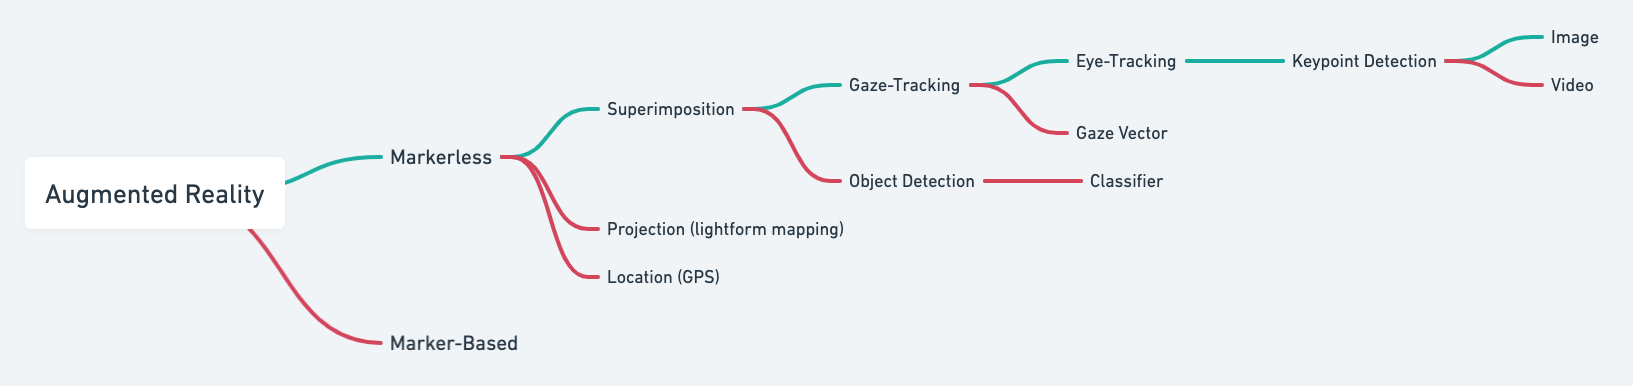 Augmented Reality
Markerless
Superimposition
Gaze-Tracking
Eye-Tracking
Keypoint Detection
Image
Video
Gaze Vector
Object Detection
Classifier
Projection (lightform mapping)
Location (GPS)
Marker-Based